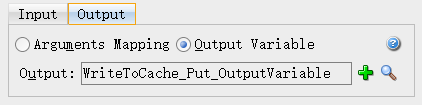 Input Output
Arguments Mapping Output Variable
Output: WriteToCache_Put_OutputVariable